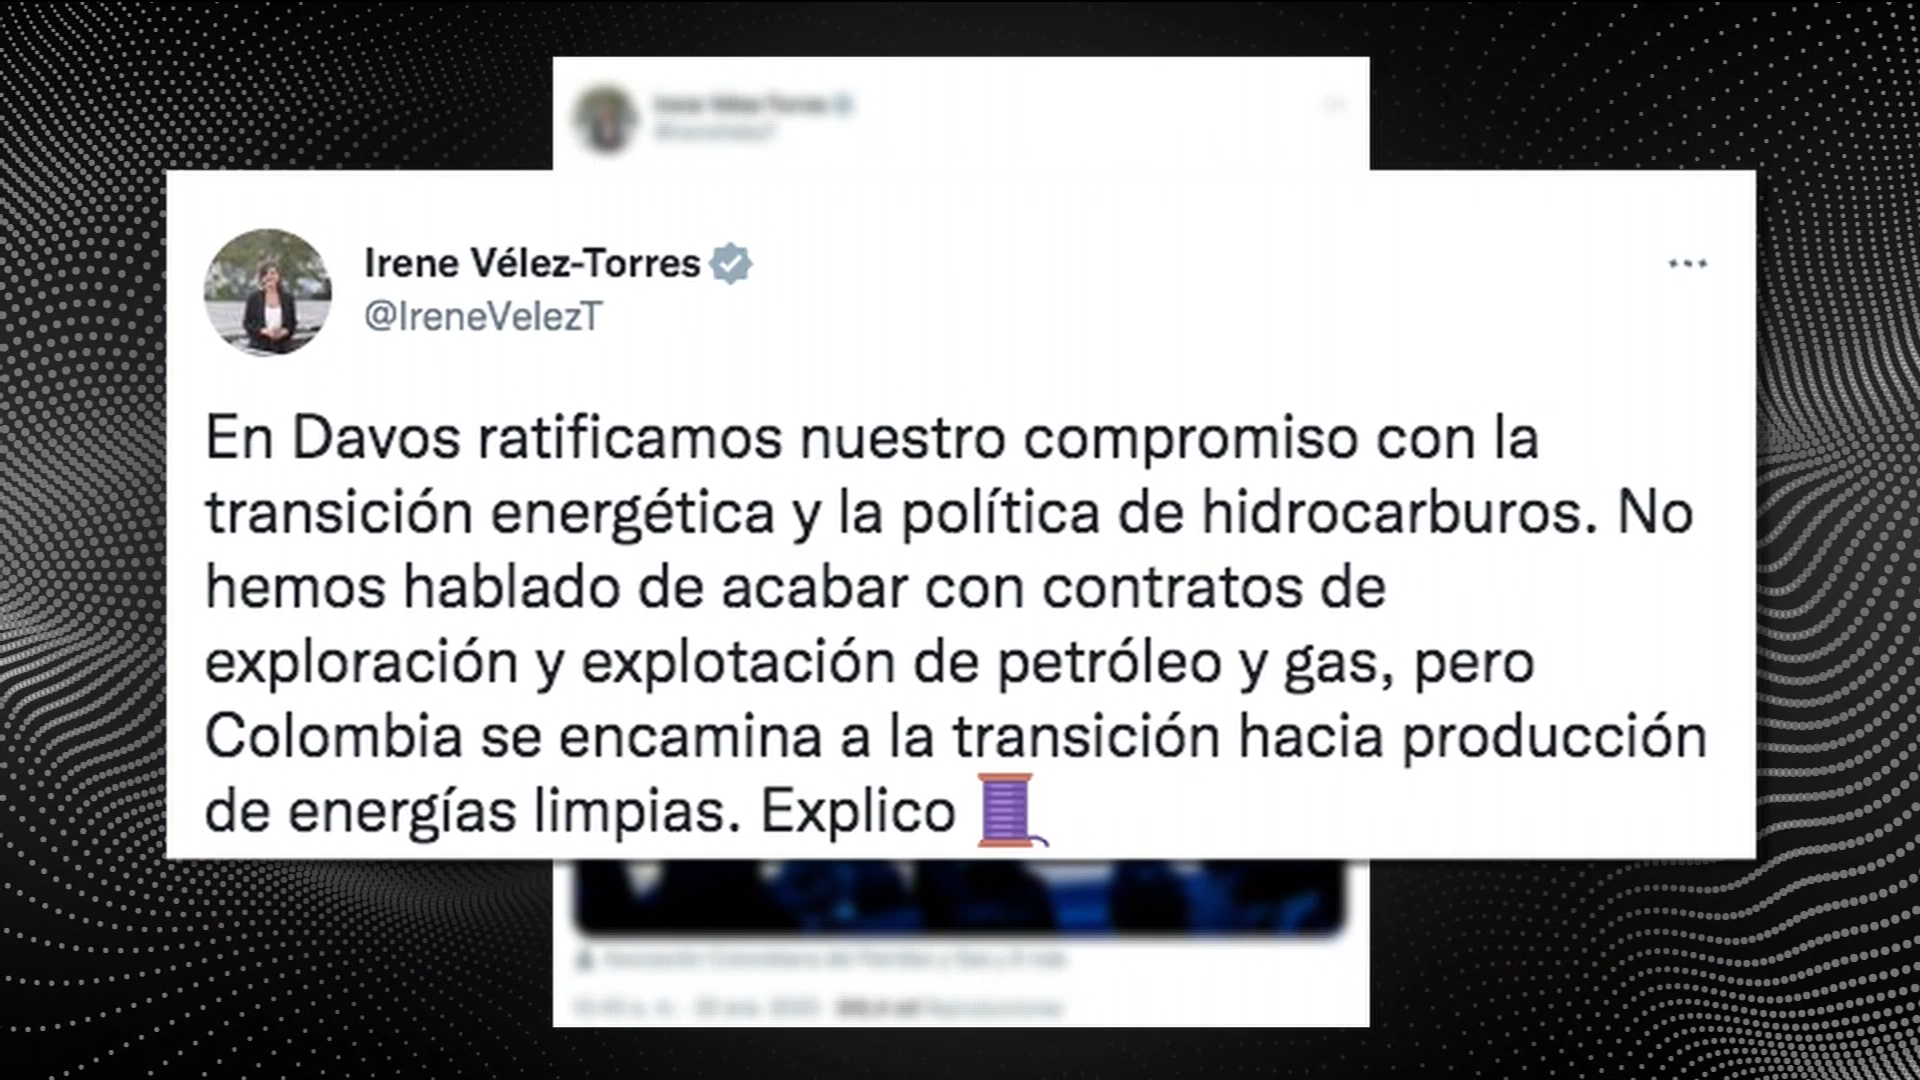 Irene Vélez-Torres
@IreneVelezT
En Davos ratificamos nuestro compromiso con la
transición energética y la política de hidrocarburos. No
hemos hablado de acabar con contratos de
exploración y explotación de petróleo y gas, pero
Colombia se encamina a la transición hacia producción
de energías limpias. Explico